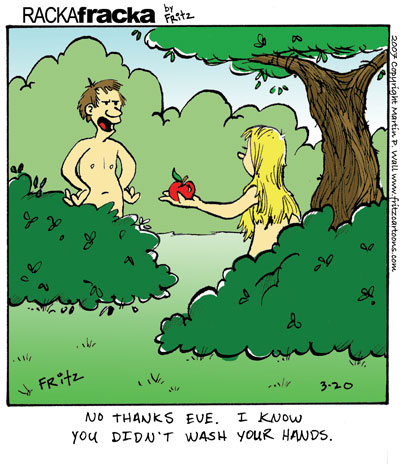 RACKAfracka by Fritz
2007 Copyright Martin P. Wall www.fritzcartoons.com
FRitz
3-20
NO THANKS EVE. I KNOW
YOU DIDN'T WASH YOUR HANDS.